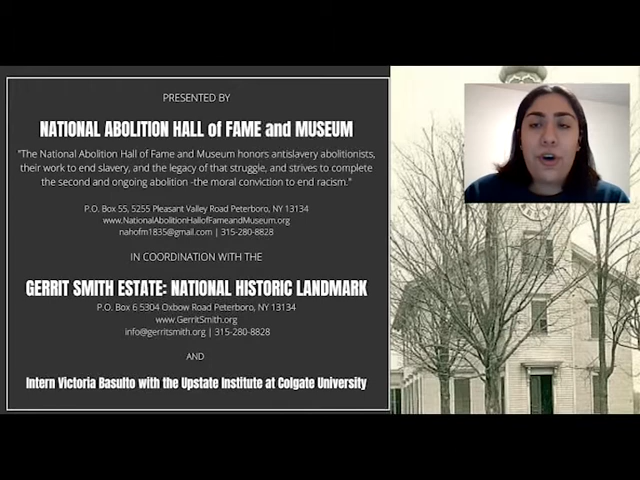 PRESENTED BY
NATIONAL ABOLITION HALL of FAME and MUSEUM
"The National Abolition Hall of Fame and Museum honors antislavery abolitionists,
their work to end slavery, and the legacy of that struggle, and strives to complete
the second and ongoing abolition -the moral conviction to end racism."
P.O. Box 55, 5255 Pleasant Valley Road Peterboro, NY 13134
www.NationalAbolitionHallofFameandMuseum.org
nahofm1835@gmail.com | 315-280-8828
IN COORDINATION WITH THE
GERRIT SMITH ESTATE: NATIONAL HISTORIC LANDMARK
P.O. Box 6 5304 Oxbow Road Peterboro, NY 13134
www.GerritSmith.org
info@gerritsmith.org | 315-280-8828
AND
Intern Victoria Basulto with the Upstate Institute at Colgate University